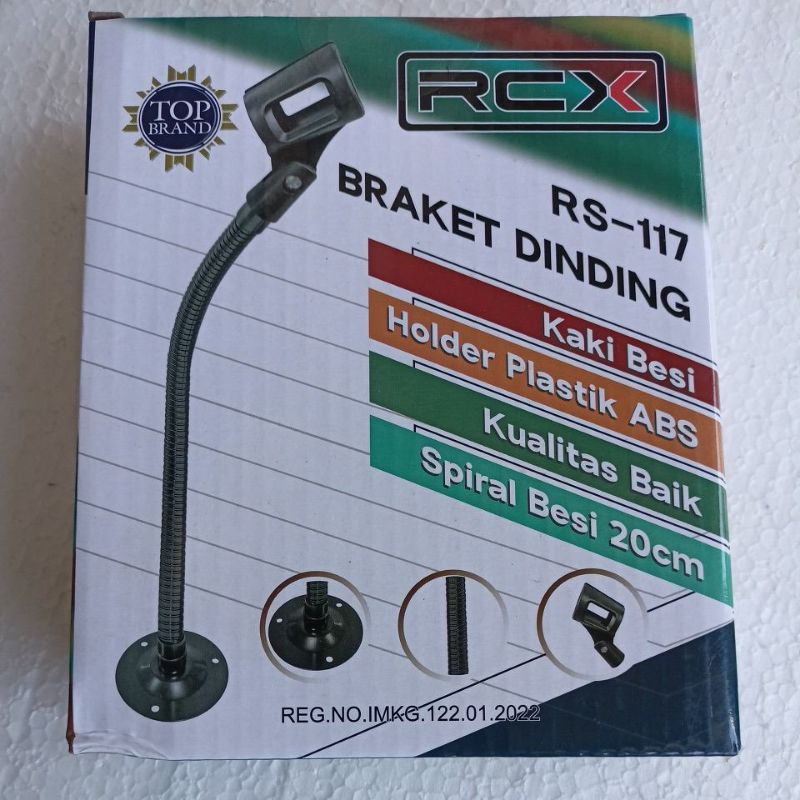 TOP
BRAND
RCX
RS-117
BRAKET DINDING
Kaki Besi
Holder Plastik ABS
Kualitas Baik
Spiral Besi 20cm
REG.NO.IMKG.122.01.2022